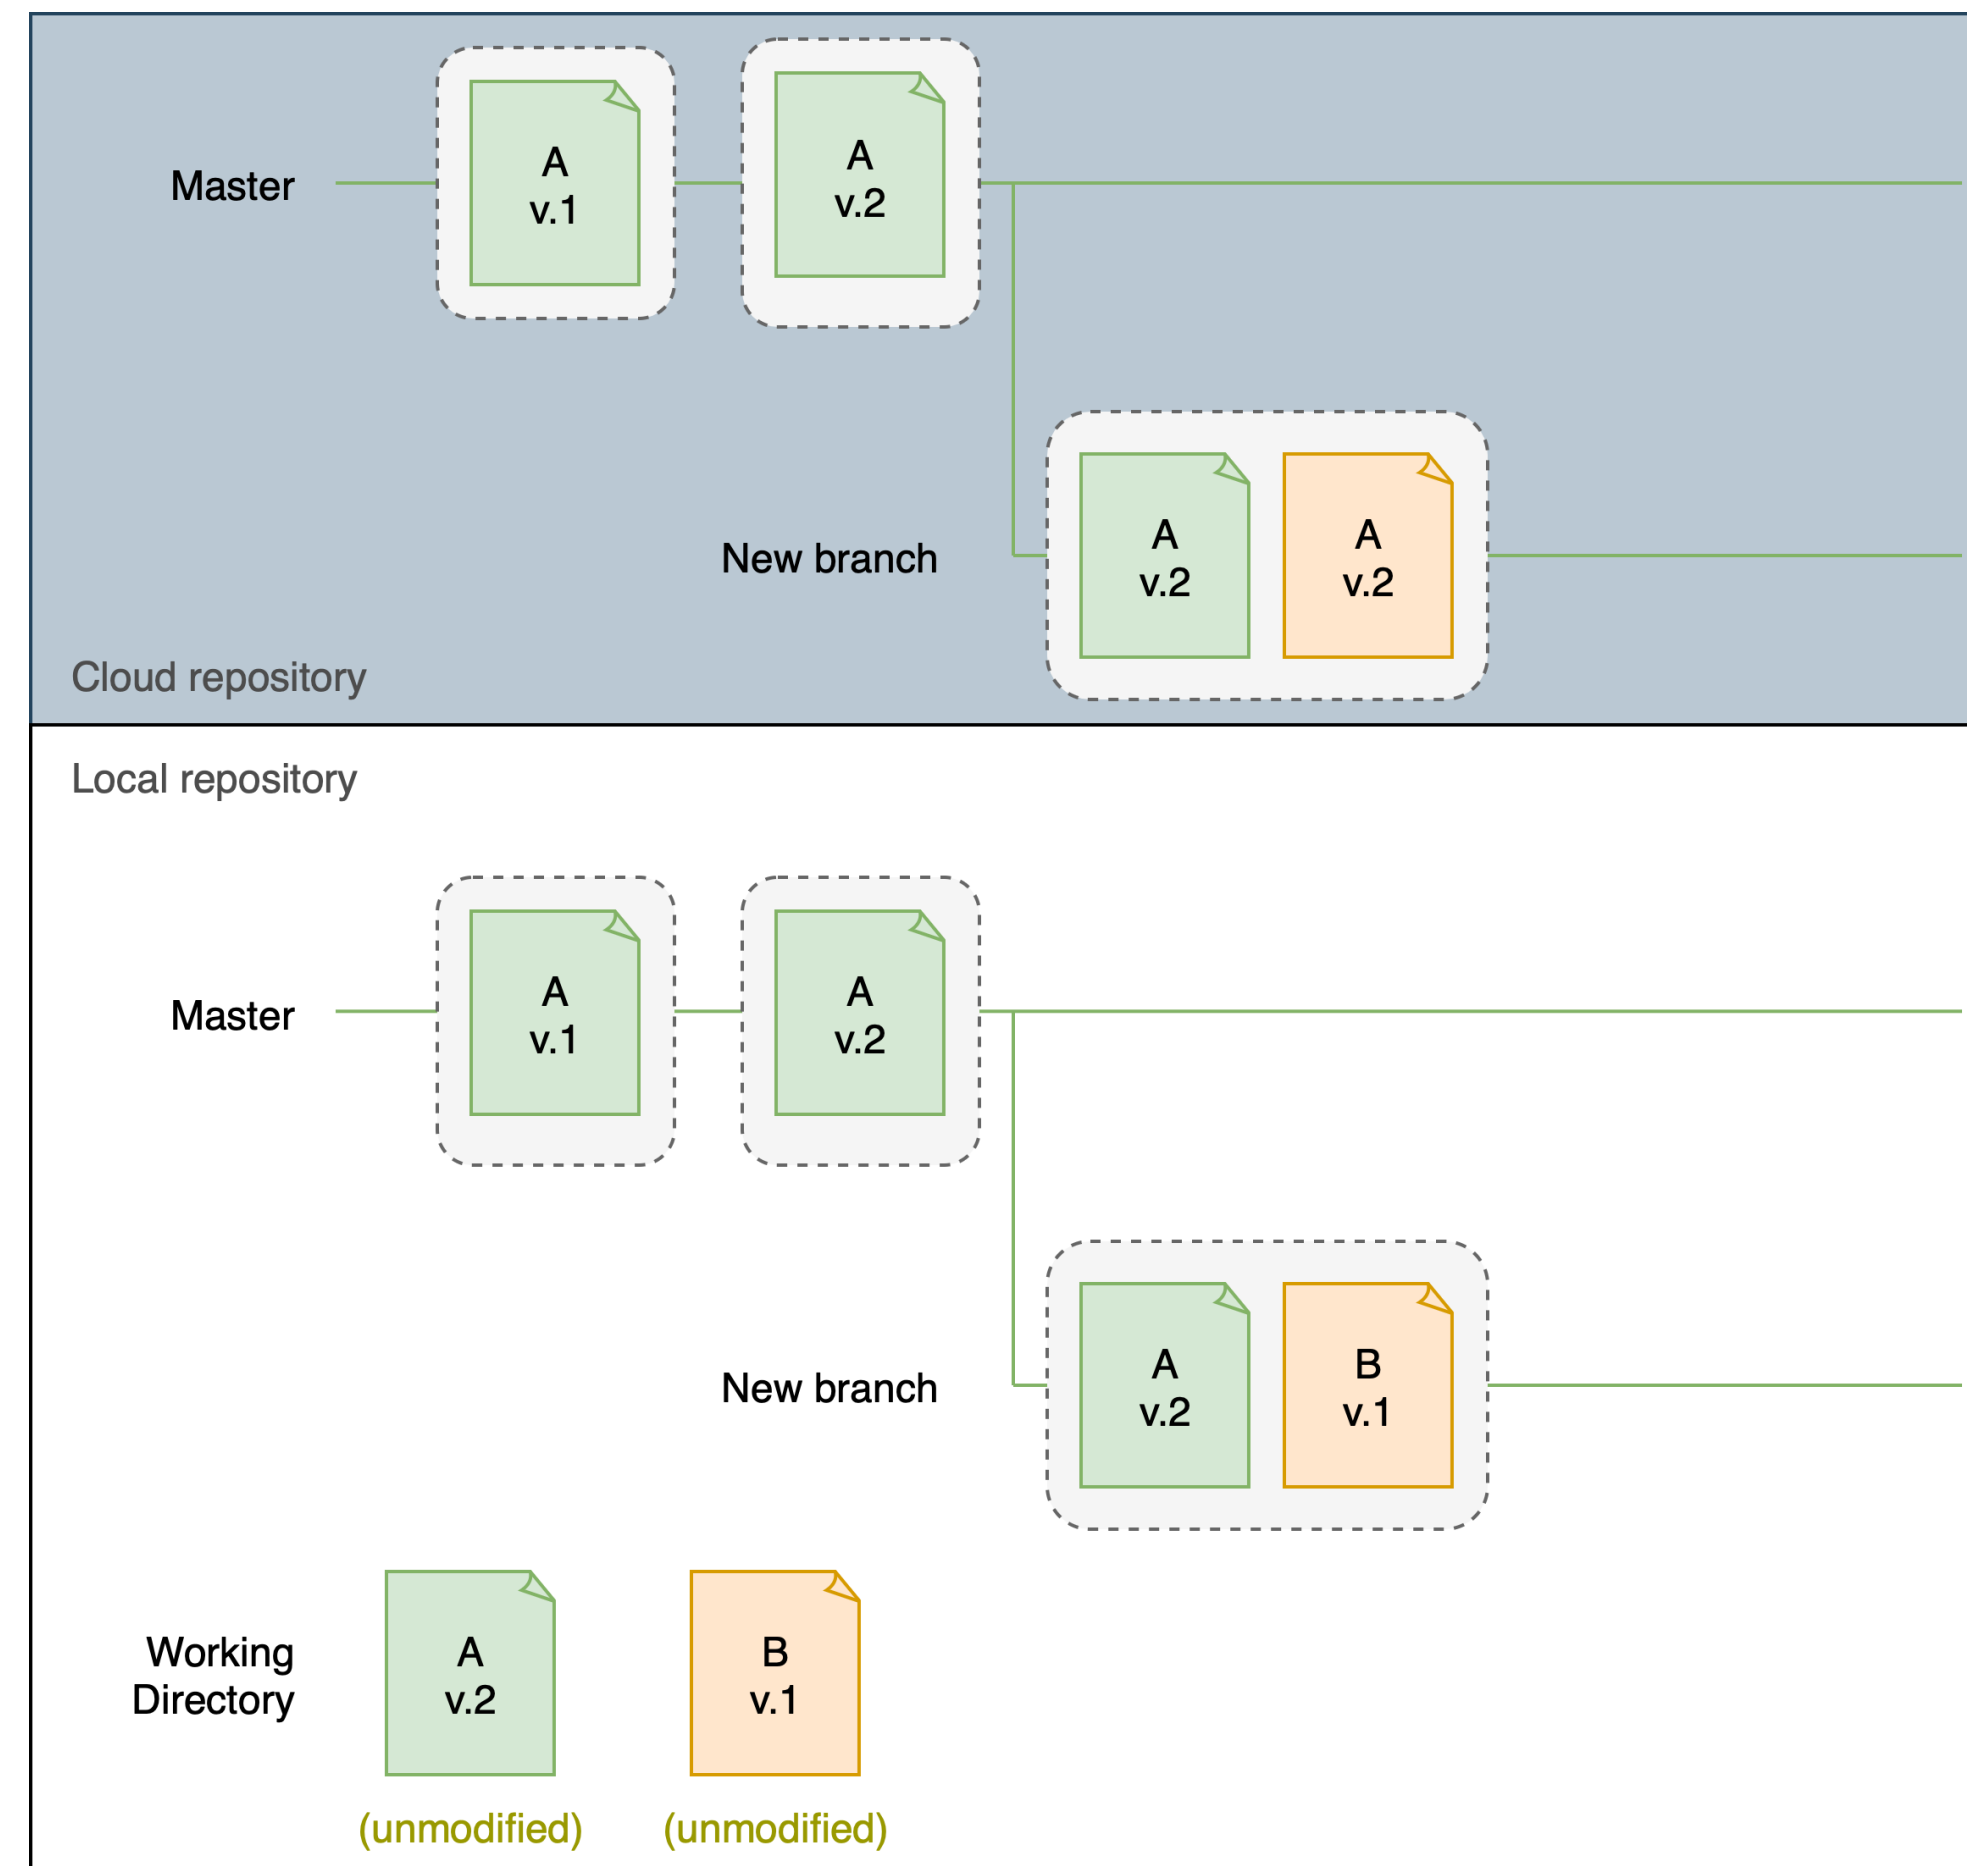 Master
A
v.1
A
v.2
New branch
A
v.2
A
v.2
Cloud repository
Local repository
Master
A
v.1
A
v.2
New branch
A
v.2
B
v.1
Working
Directory
A
v.2
B
v.1
(unmodified)
(unmodified)